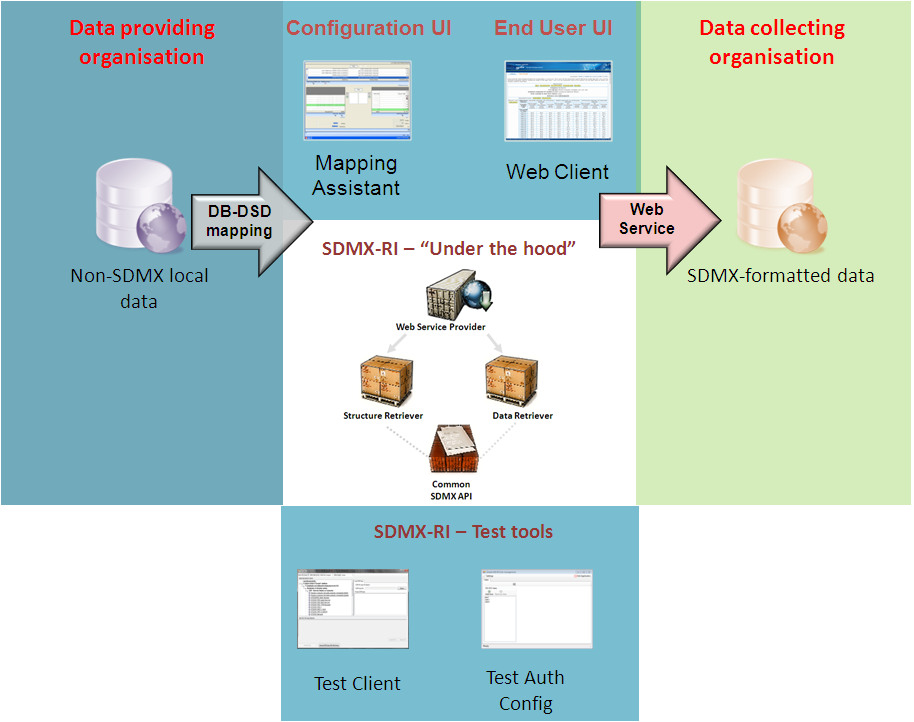 Data providing
organisation
Configuration UI
End User UI
Data collecting
organisation
Mapping
Assistant
Web Client
DB-DSD
mapping
Web
Service
Non-SDMX local
data
SDMX-RI – “Under the hood”
SDMX-formatted data
Web Service Provider
Structure Retriever
Data Retriever
Common
SDMX API
SDMX-RI – Test tools
Test Client
Test Auth
Config